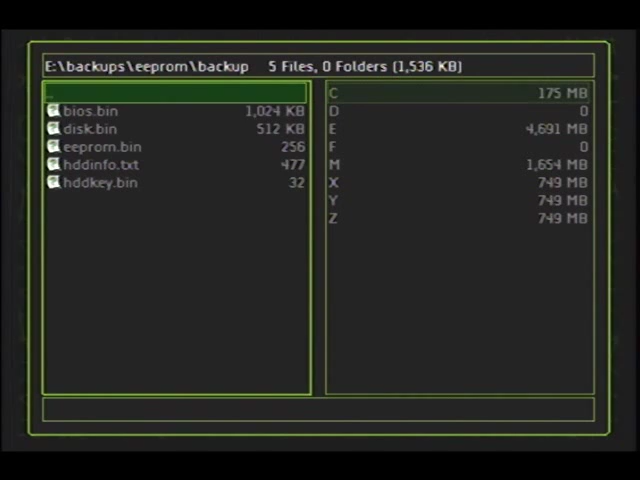 E:\backups\eeprom\backup 5 Files, 0 Folders (1,536 KB)
..
bios.bin 1,024 KB
disk.bin 512 KB
eeprom.bin 256
hddinfo.txt 477
hddkey.bin 32
C 175 MB
D 0
E 4,691 MB
F 0
M 1,654 MB
X 749 MB
Y 749 MB
Z 749 MB